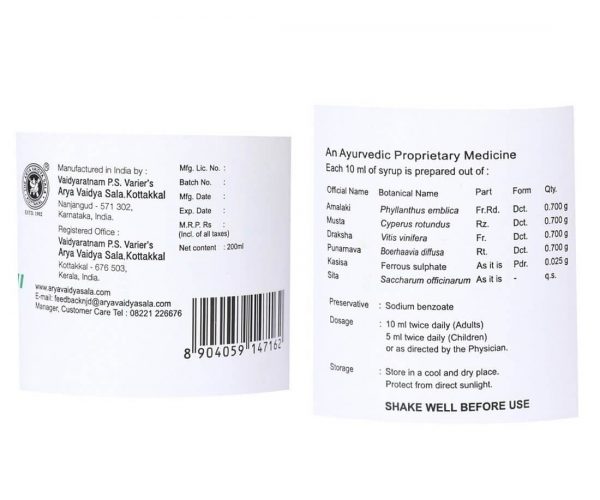 Manufactured in India by :
Vaidyaratnam P.S. Varier's
Arya Vaidya Sala.Kottakkal
Nanjangud - 571 302,
Karnataka, India.
Registered Office :
Vaidyaratnam P.S. Varier's
Arya Vaidya Sala.Kottakkal
Kottakkal - 676 503,
Kerala, India.
www.aryavaidyasala.com
E-mail: feedbacknjd@aryavaidyasala.com
Manager, Customer Care Tel : 08221 226676
ESTD. 1902
Mfg. Lic. No. :
Batch No. :
Mfg. Date :
Exp. Date :
M.R.P. Rs :
(Incl. of all taxes)
Net content : 200ml
8 904059 147162
An Ayurvedic Proprietary Medicine
Each 10 ml of syrup is prepared out of :
Official Name Botanical Name Part Form Qty.
Amalaki Phyllanthus emblica Fr.Rd. Dct. 0.700 g
Musta Cyperus rotundus Rz. Dct. 0.700 g
Draksha Vitis vinifera Fr. Dct. 0.700 g
Punarnava Boerhaavia diffusa Rt. Dct. 0.700 g
Kasisa Ferrous sulphate As it is Pdr. 0.025 g
Sita Saccharum officinarum As it is - q.s.
Preservative : Sodium benzoate
Dosage : 10 ml twice daily (Adults)
5 ml twice daily (Children)
or as directed by the Physician.
Storage : Store in a cool and dry place.
Protect from direct sunlight.
SHAKE WELL BEFORE USE